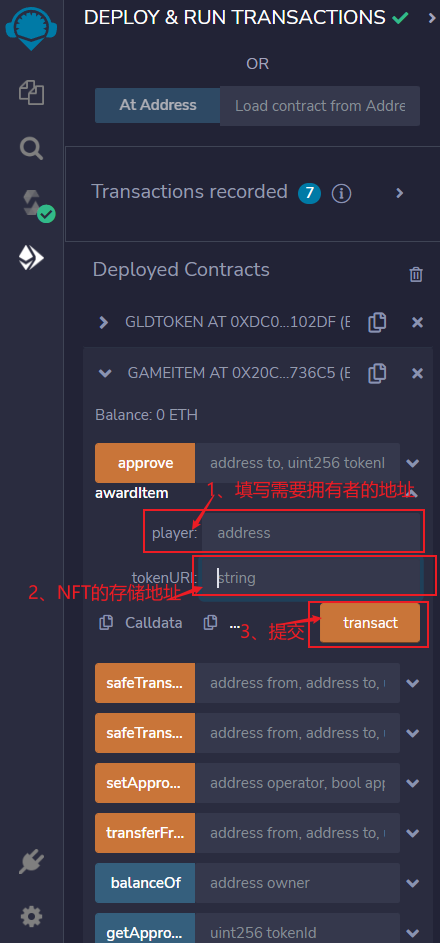 DEPLOY & RUN TRANSACTIONS
OR
At Address Load contract from Addre
Transactions recorded 7
Deployed Contracts
GLDTOKEN AT 0XDC0...102DF (E
GAMEITEM AT 0X20C...736C5 (E
Balance: 0 ETH
approve address to, uint256 tokenI
awardItem
1、填写需要拥有者的地址
player: address
tokenURI: string
2、NFT的存储地址
Calldata ...
3、提交 transact
safeTrans... address from, address to, u
safeTrans... address from, address to, u
setAppro... address operator, bool app
transferFr... address from, address to, u
balanceOf address owner
getAppro... uint256 tokenId